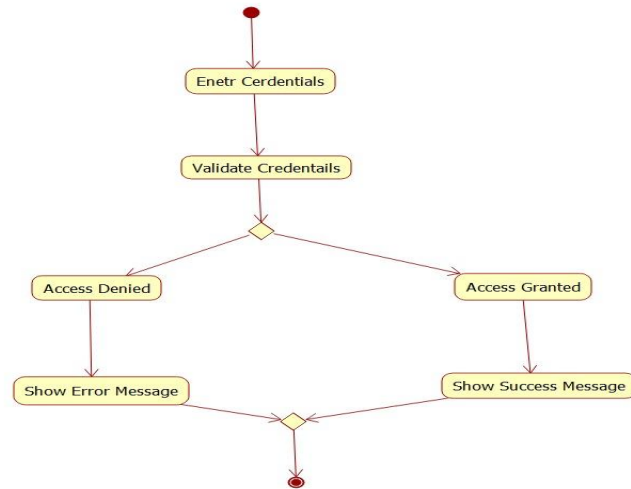 Enetr Cerdentials
Validate Credentails
Access Denied
Access Granted
Show Error Message
Show Success Message